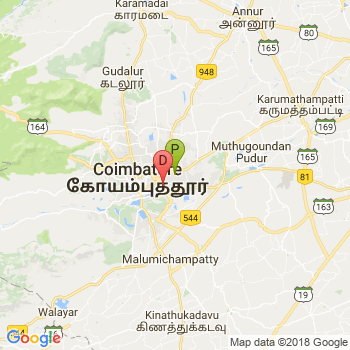 Karamadai
காரமடை
Annur
அன்னூர்
80
165
948
Gudalur
கூடலூர்
Karumathampatti
கருமத்தம்பட்டி
164
169
Muthugoundan
Pudur
165
P
D
Coimbatore
கோயம்புத்தூர்
81
163
544
Malumichampatty
19
Walayar
Kinathukadavu
கிணத்துக்கடவு
Google
Map data ©2018 Google